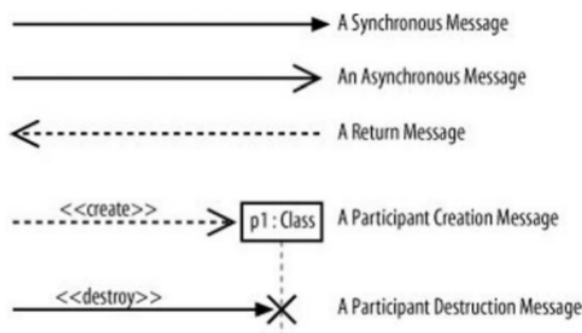 A Synchronous Message
An Asynchronous Message
A Return Message
<<create>>
p1 : Class
A Participant Creation Message
<<destroy>>
A Participant Destruction Message